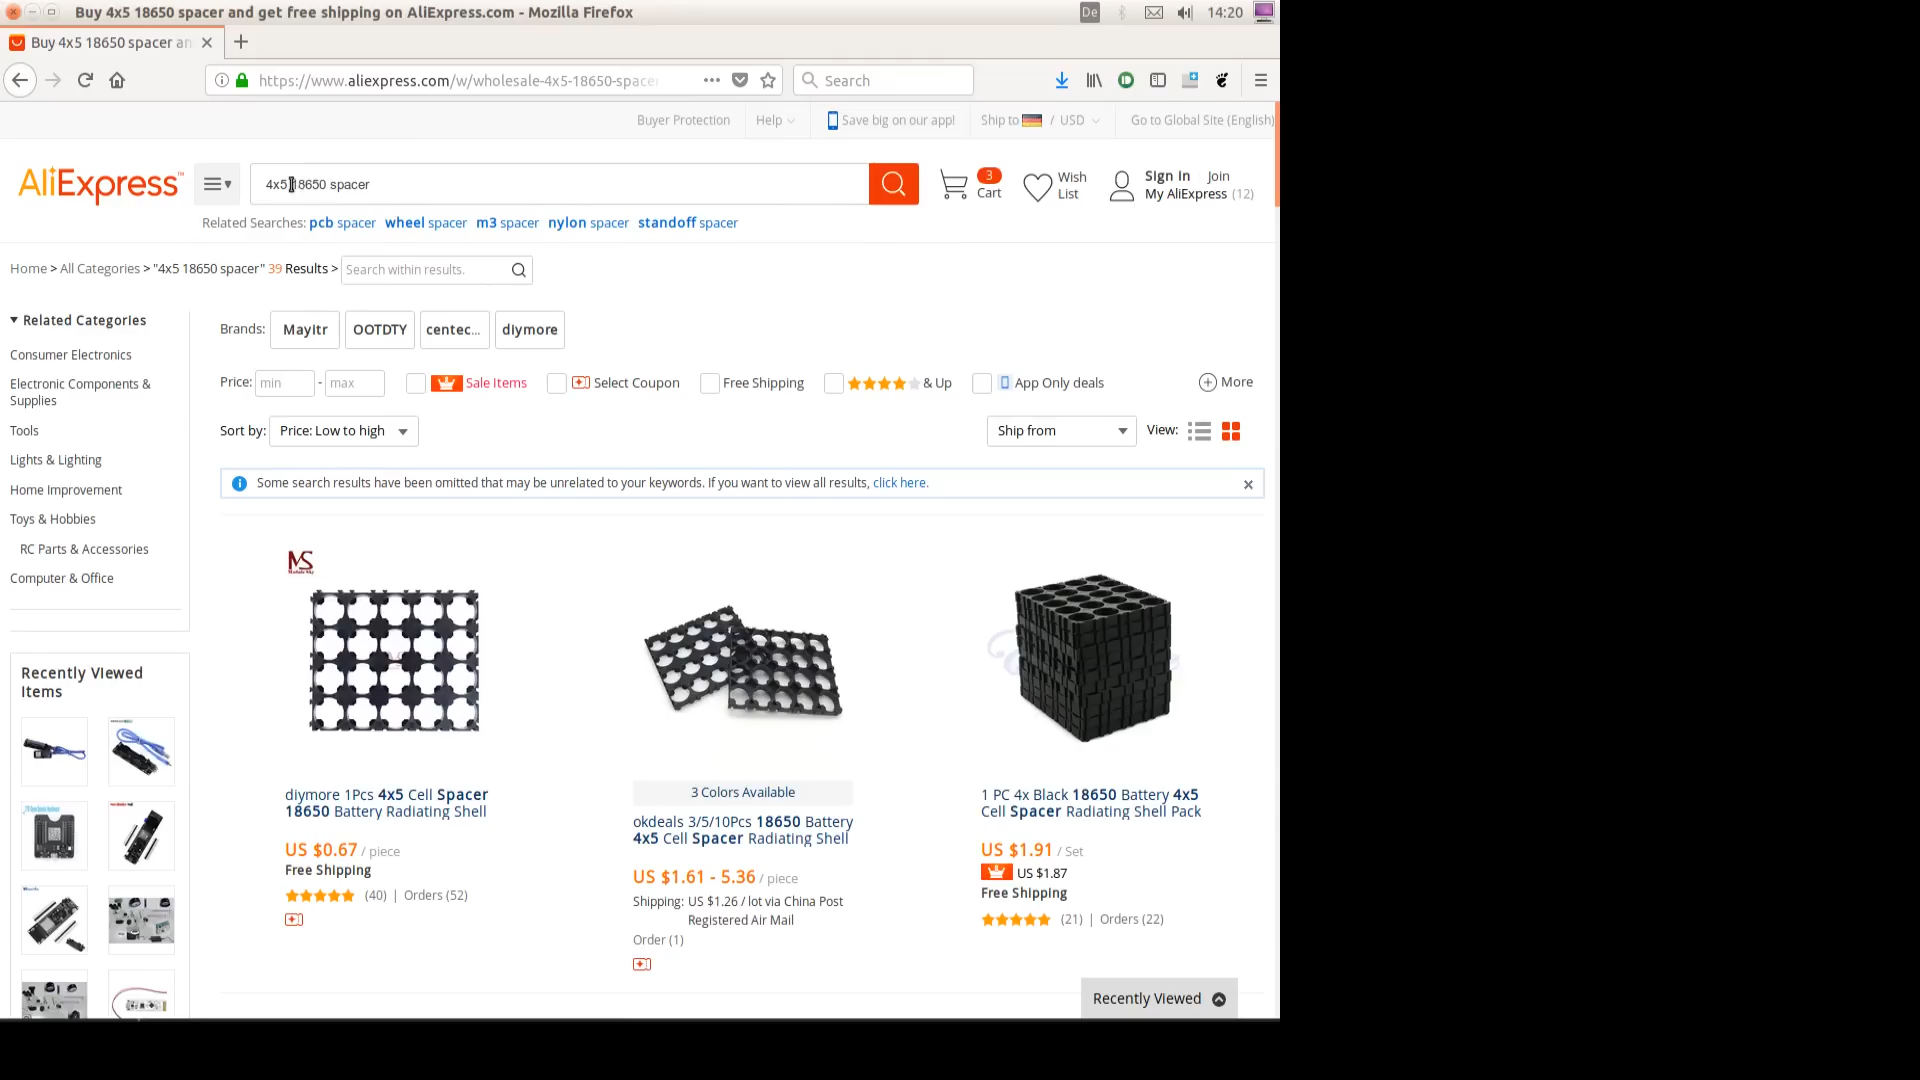 Buy 4x5 18650 spacer and get free shipping on AliExpress.com - Mozilla Firefox
De
14:20
Buy 4x5 18650 spacer an
https://www.aliexpress.com/w/wholesale-4x5-18650-spacer
Search
Buyer Protection
Help
Save big on our app!
Ship to / USD
Go to Global Site (English)
AliExpress
4x5 18650 spacer
3
Cart
Wish
List
Sign in Join
My AliExpress (12)
Related Searches: pcb spacer wheel spacer m3 spacer nylon spacer standoff spacer
Home > All Categories > "4x5 18650 spacer" 39 Results >
Search within results.
Related Categories
Consumer Electronics
Electronic Components &
Supplies
Tools
Lights & Lighting
Home Improvement
Toys & Hobbies
RC Parts & Accessories
Computer & Office
Brands: Mayitr OOTDTY centec... diymore
Price: min - max Sale Items Select Coupon Free Shipping & Up App Only deals More
Sort by: Price: Low to high
Ship from
View:
Some search results have been omitted that may be unrelated to your keywords. If you want to view all results, click here.
MS
diymore 1Pcs 4x5 Cell Spacer
18650 Battery Radiating Shell
US $0.67 / piece
Free Shipping
(40) | Orders (52)
3 Colors Available
okdeals 3/5/10Pcs 18650 Battery
4x5 Cell Spacer Radiating Shell
US $1.61 - 5.36 / piece
Shipping: US $1.26 / lot via China Post
Registered Air Mail
Order (1)
1 PC 4x Black 18650 Battery 4x5
Cell Spacer Radiating Shell Pack
US $1.91 / Set
US $1.87
Free Shipping
(21) | Orders (22)
Recently Viewed
Items
Recently Viewed